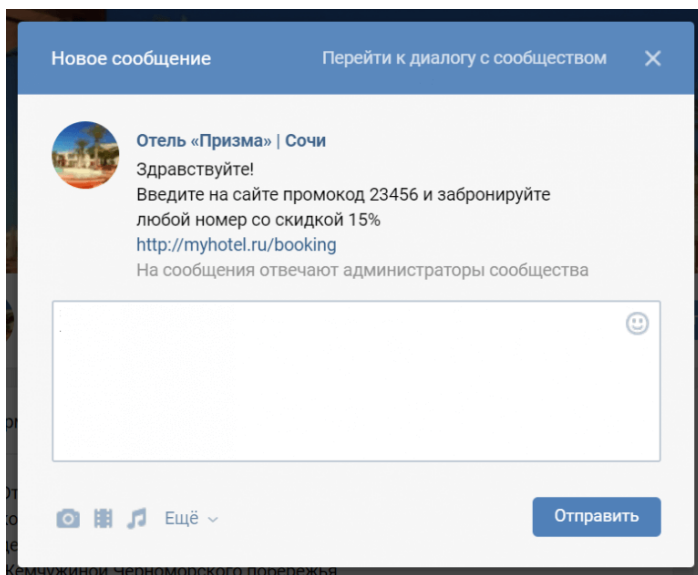 Новое сообщение
Перейти к диалогу с сообществом
Отель «Призма» | Сочи
Здравствуйте!
Введите на сайте промокод 23456 и забронируйте
любой номер со скидкой 15%
http://myhotel.ru/booking
На сообщения отвечают администраторы сообщества
Ещё
Отправить
Жемчужиной Черноморского поребрежья